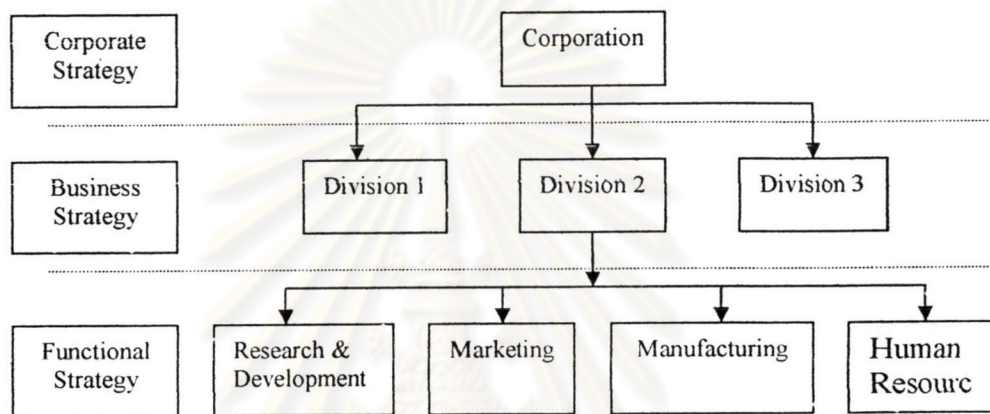 Corporate
Strategy
Corporation
Business
Strategy
Division 1
Division 2
Division 3
Functional
Strategy
Research &
Development
Marketing
Manufacturing
Human
Resourc